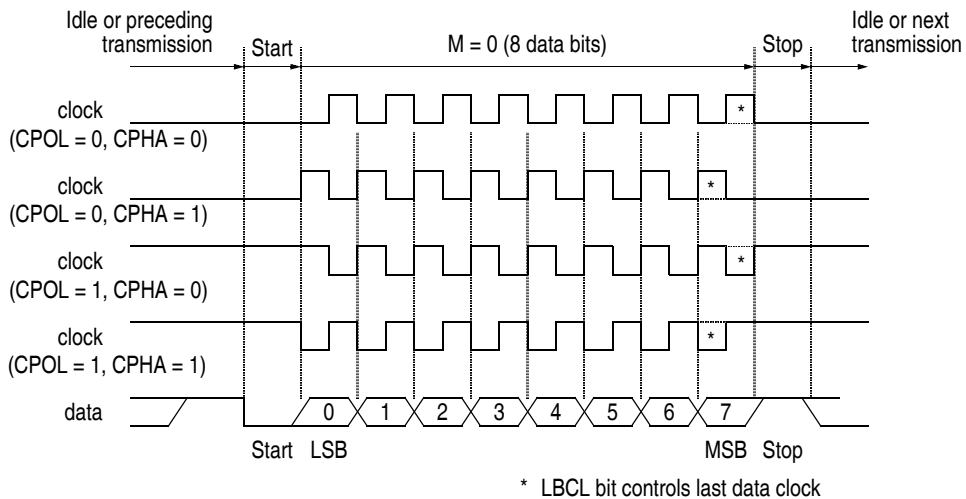 Idle or preceding
transmission
Start
M = 0 (8 data bits)
Stop
Idle or next
transmission
clock
(CPOL = 0, CPHA = 0)
*
clock
(CPOL = 0, CPHA = 1)
*
clock
(CPOL = 1, CPHA = 0)
*
clock
(CPOL = 1, CPHA = 1)
*
data
0 1 2 3 4 5 6 7
Start LSB MSB Stop
* LBCL bit controls last data clock